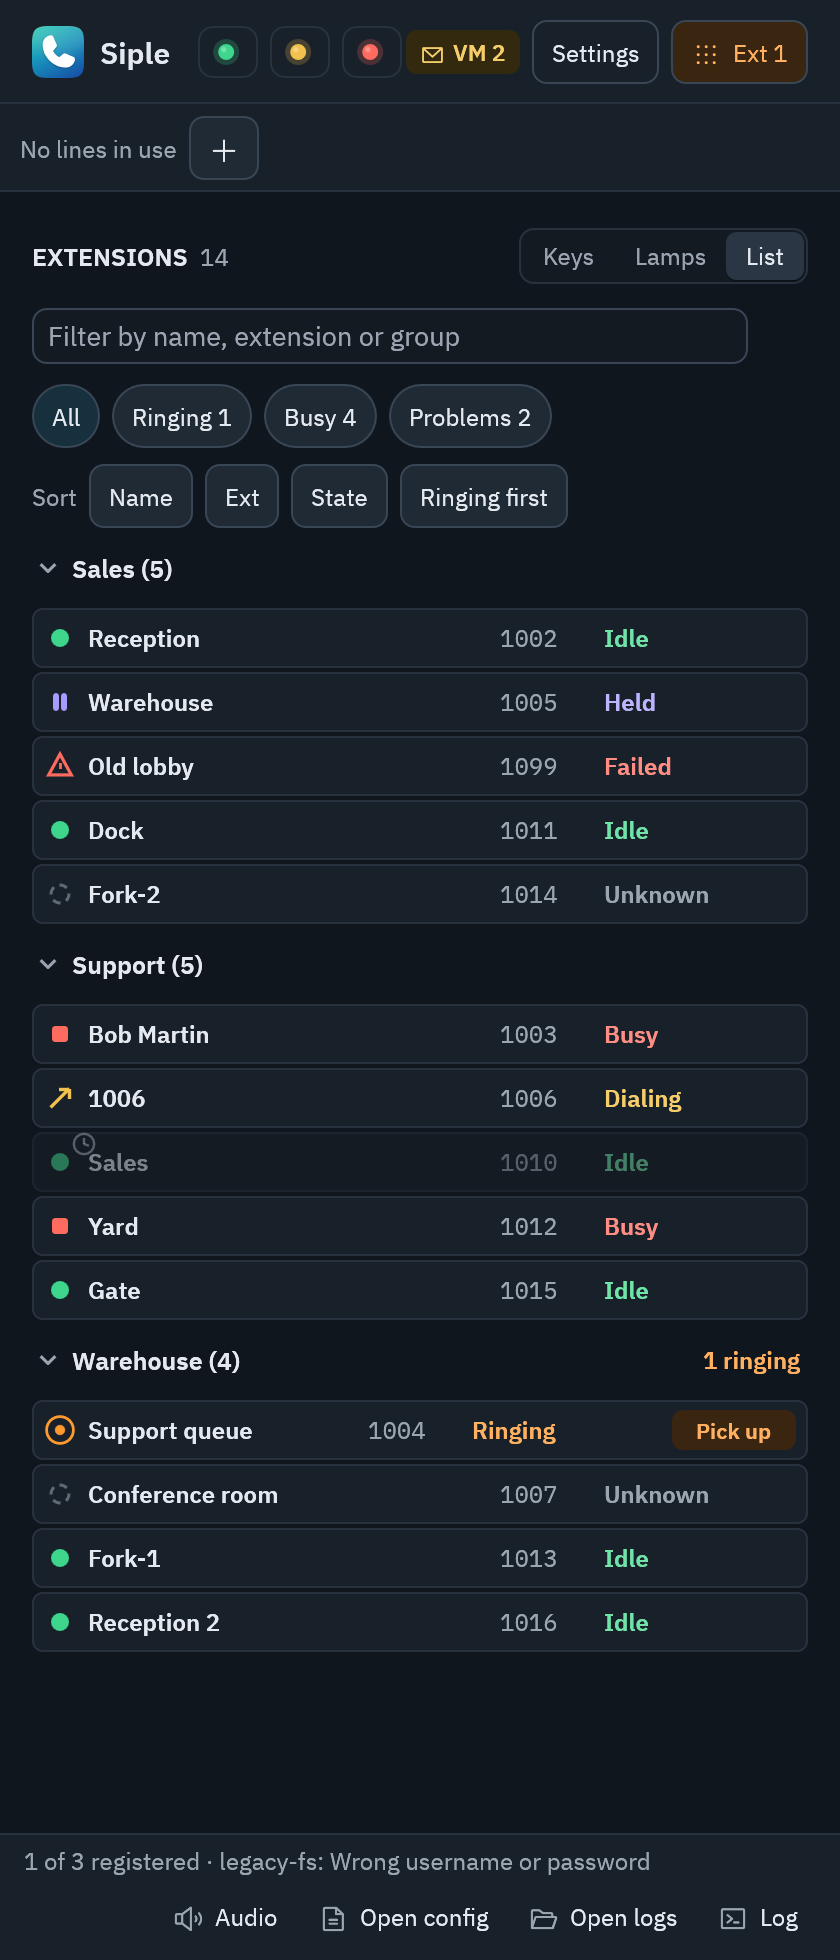 Siple VM 2 Settings Ext 1
No lines in use
EXTENSIONS 14 Keys Lamps List
Filter by name, extension or group
All Ringing 1 Busy 4 Problems 2
Sort Name Ext State Ringing first
Sales (5)
Reception 1002 Idle
Warehouse 1005 Held
Old lobby 1099 Failed
Dock 1011 Idle
Fork-2 1014 Unknown
Support (5)
Bob Martin 1003 Busy
1006 1006 Dialing
Sales 1010 Idle
Yard 1012 Busy
Gate 1015 Idle
Warehouse (4) 1 ringing
Support queue 1004 Ringing Pick up
Conference room 1007 Unknown
Fork-1 1013 Idle
Reception 2 1016 Idle
1 of 3 registered · legacy-fs: Wrong username or password
Audio Open config Open logs Log